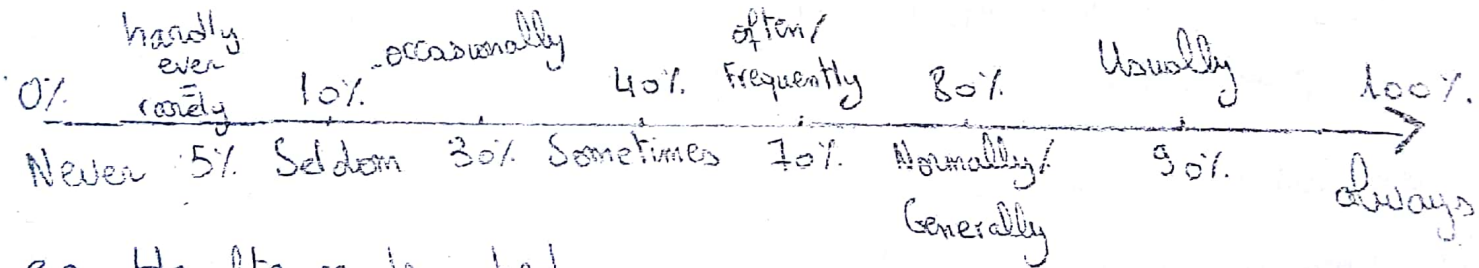 0% hardly ever = rarely 10% occasionally 40% often/ Frequently 80% Usually 100%
Never 5% Seldom 30% Sometimes 70% Normally/ Generally 90% always